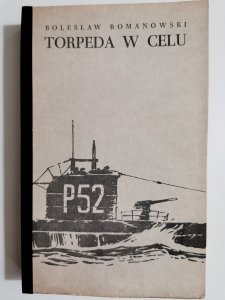 BOLESŁAW ROMANOWSKI
TORPEDA W CELU
P52